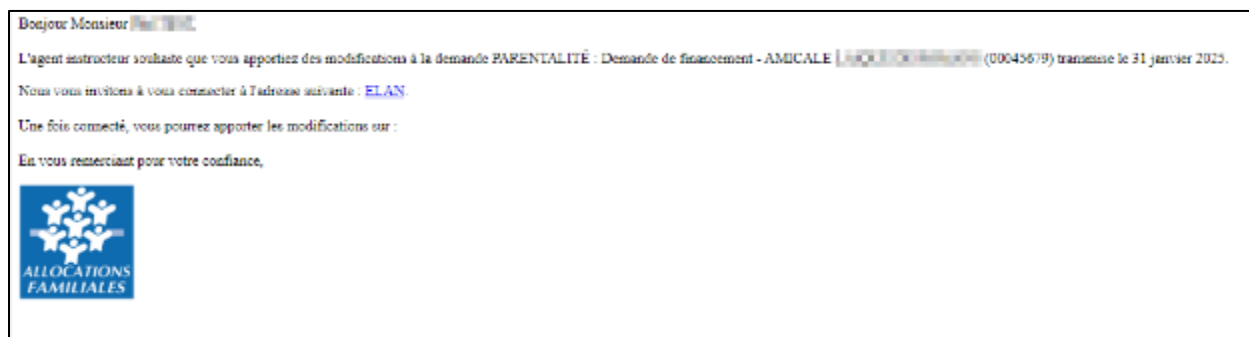 Bonjour Monsieur
L'agent instructeur souhaite que vous apportiez des modifications à la demande PARENTALITÉ : Demande de financement - AMICALE (00045679) transmise le 31 janvier 2025.
Nous vous invitons à vous connecter à l'adresse suivante : ELAN.
Une fois connecté, vous pourrez apporter les modifications sur :
En vous remerciant pour votre confiance,
ALLOCATIONS
FAMILIALES